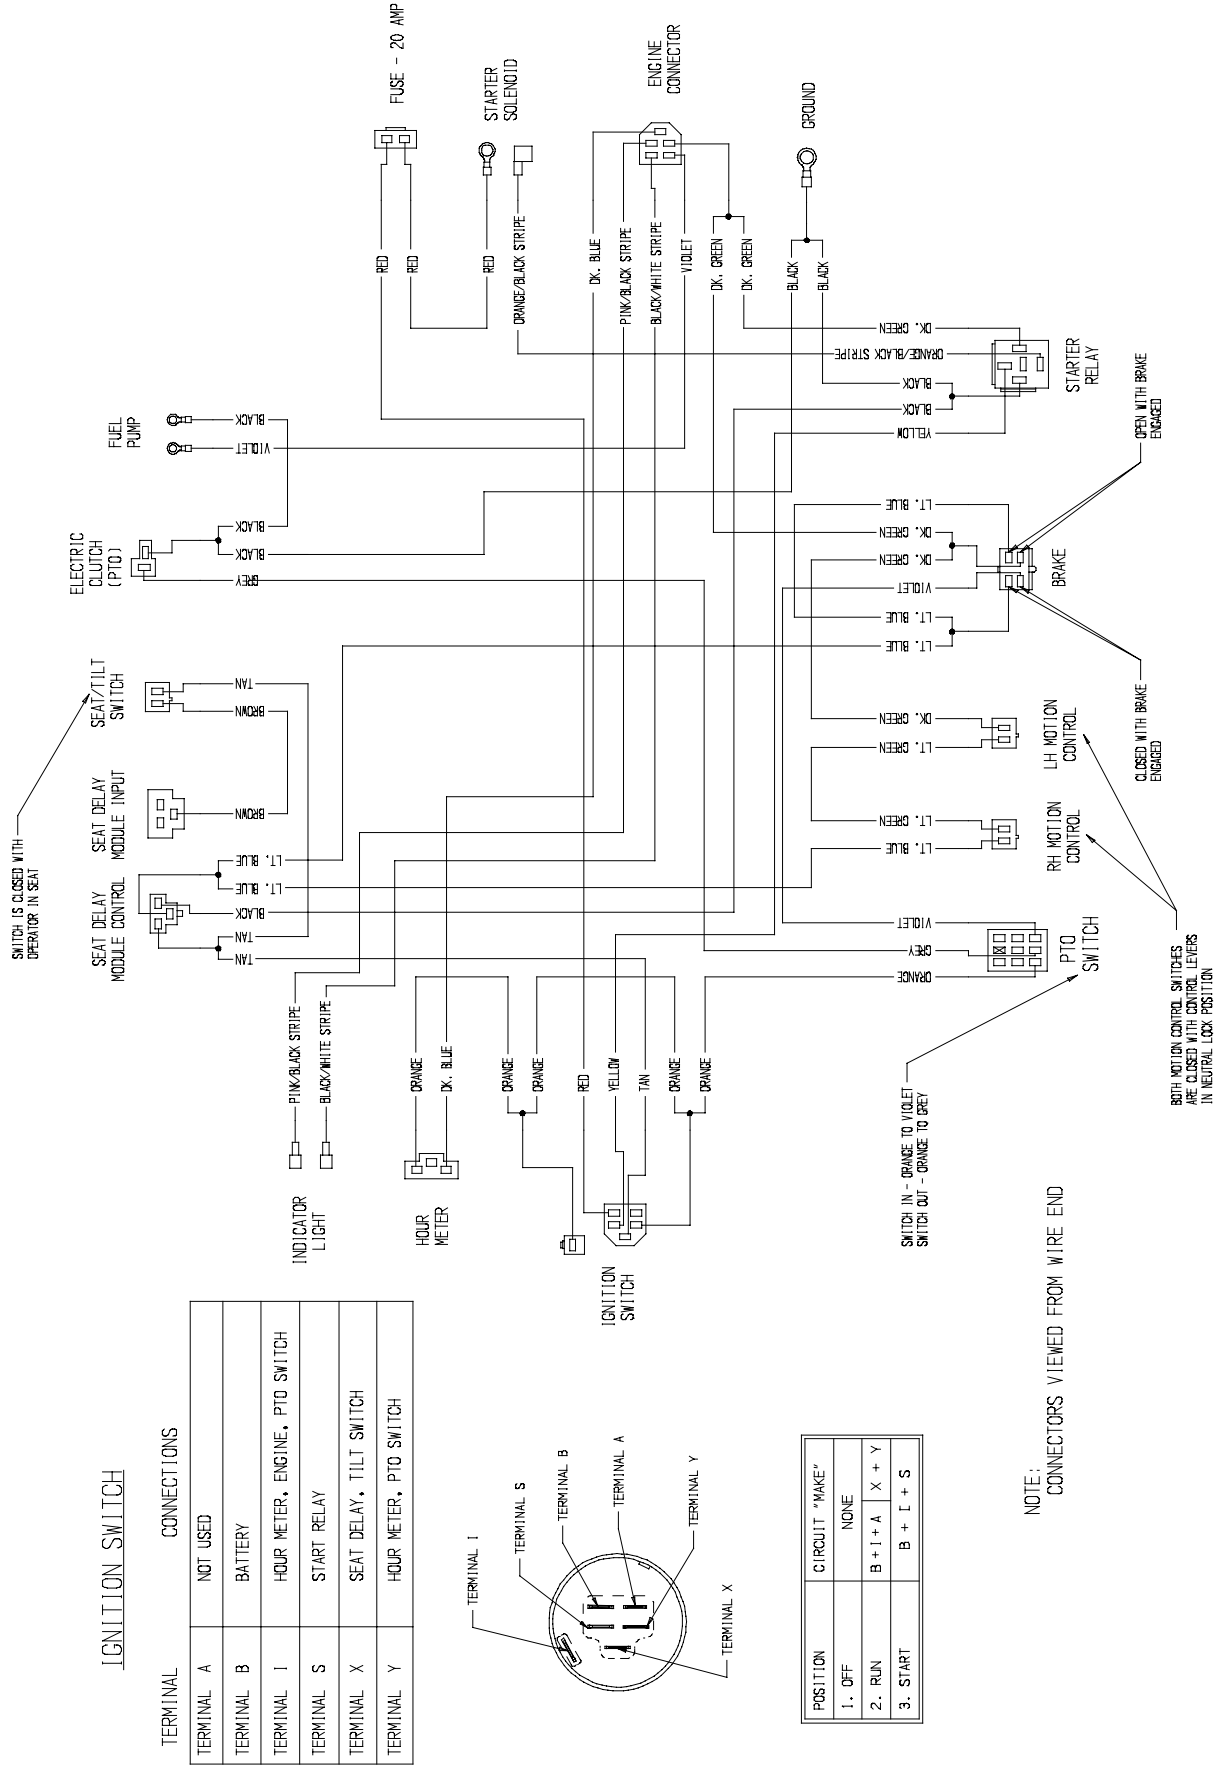 IGNITION SWITCH
TERMINAL CONNECTIONS
TERMINAL A NOT USED
TERMINAL B BATTERY
TERMINAL I HOUR METER, ENGINE, PTO SWITCH
TERMINAL S START RELAY
TERMINAL X SEAT DELAY, TILT SWITCH
TERMINAL Y HOUR METER, PTO SWITCH
TERMINAL I
TERMINAL S
TERMINAL B
TERMINAL A
TERMINAL Y
TERMINAL X
POSITION CIRCUIT "MAKE"
1. OFF NONE
2. RUN B + I + A X + Y
3. START B + I + S
NOTE:
CONNECTORS VIEWED FROM WIRE END
SWITCH IS CLOSED WITH
OPERATOR IN SEAT
SEAT DELAY
MODULE CONTROL
SEAT DELAY
MODULE INPUT
SEAT/TILT
SWITCH
ELECTRIC
CLUTCH
(PTO)
FUEL
PUMP
TAN
TAN
BLACK
LT. BLUE
LT. BLUE
BROWN
BROWN
TAN
GREY
BLACK
BLACK
VIOLET
BLACK
INDICATOR
LIGHT
PINK/BLACK STRIPE
BLACK/WHITE STRIPE
HOUR
METER
ORANGE
DK. BLUE
ORANGE
ORANGE
IGNITION
SWITCH
RED
YELLOW
TAN
ORANGE
ORANGE
FUSE - 20 AMP
RED
RED
STARTER
SOLENOID
RED
ORANGE/BLACK STRIPE
ENGINE
CONNECTOR
DK. BLUE
PINK/BLACK STRIPE
BLACK/WHITE STRIPE
VIOLET
DK. GREEN
DK. GREEN
GROUND
BLACK
BLACK
ORANGE
GREY
VIOLET
LT. BLUE
LT. GREEN
LT. GREEN
DK. GREEN
LT. BLUE
LT. BLUE
VIOLET
DK. GREEN
DK. GREEN
LT. BLUE
YELLOW
BLACK
BLACK
ORANGE/BLACK STRIPE
DK. GREEN
PTO
SWITCH
RH MOTION
CONTROL
LH MOTION
CONTROL
BRAKE
STARTER
RELAY
SWITCH IN - ORANGE TO VIOLET
SWITCH OUT - ORANGE TO GREY
CLOSED WITH BRAKE
ENGAGED
OPEN WITH BRAKE
ENGAGED
BOTH MOTION CONTROL SWITCHES
ARE CLOSED WITH CONTROL LEVERS
IN NEUTRAL LOCK POSITION